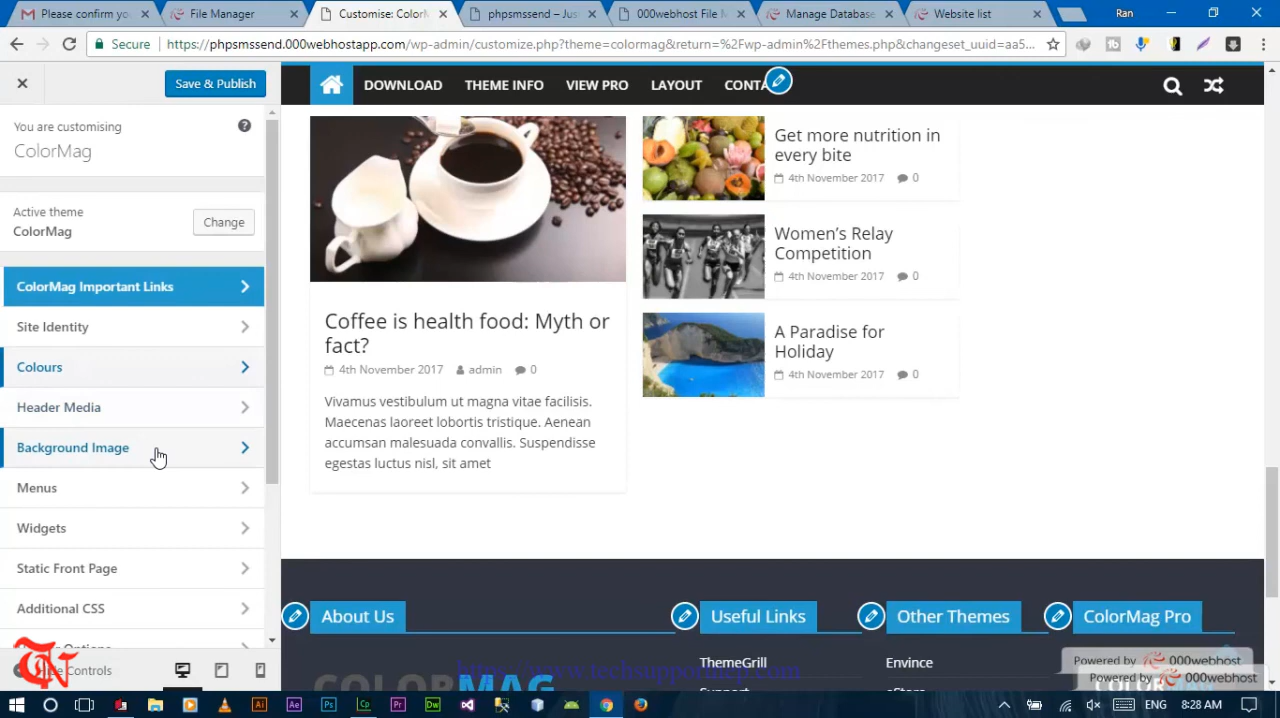 Please confirm you
File Manager
Customise: ColorM
phpsmssend – Jus
000webhost File M
Manage Database
Website list
Ran
Secure
https://phpsmssend.000webhostapp.com/wp-admin/customize.php?theme=colormag&return=%2Fwp-admin%2Fthemes.php&changeset_uuid=aa5...
Save & Publish
You are customising
ColorMag
Active theme
ColorMag
Change
ColorMag Important Links
Site Identity
Colours
Header Media
Background Image
Menus
Widgets
Static Front Page
Additional CSS
Controls
DOWNLOAD THEME INFO VIEW PRO LAYOUT CONTA
Coffee is health food: Myth or
fact?
4th November 2017 admin 0
Vivamus vestibulum ut magna vitae facilisis.
Maecenas laoreet lobortis tristique. Aenean
accumsan malesuada convallis. Suspendisse
egestas luctus nisl, sit amet
Get more nutrition in
every bite
4th November 2017 0
Women's Relay
Competition
4th November 2017 0
A Paradise for
Holiday
4th November 2017 0
About Us
Useful Links
Other Themes
ColorMag Pro
ThemeGrill
Envince
Support
COLORMAG
Powered by 000webhost
Powered by 000webhost
ENG 8:28 AM